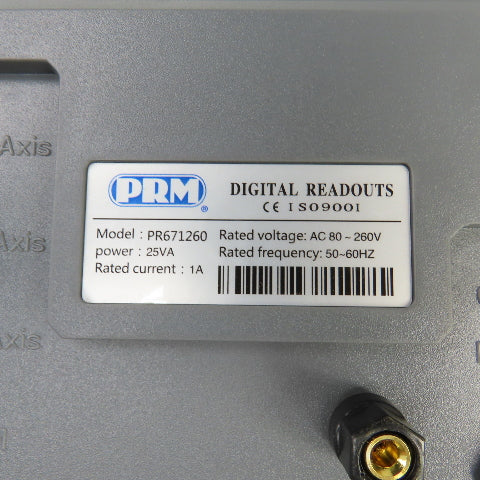 Axis
PRM®
DIGITAL READOUTS
CE ISO9001
Model : PR671260 Rated voltage: AC 80 ~ 260V
power : 25VA Rated frequency: 50~60HZ
Rated current : 1A
Axis
Axis